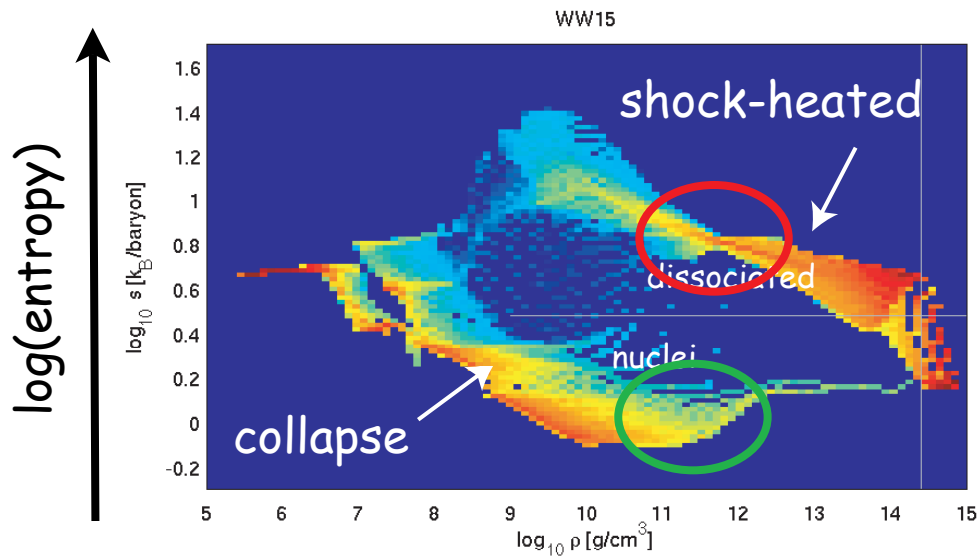 WW15
log(entropy)
log₁₀ s [k_B/baryon]
1.6
1.4
1.2
1
0.8
0.6
0.4
0.2
0
-0.2
shock-heated
dissociated
nuclei
collapse
5 6 7 8 9 10 11 12 13 14 15
log₁₀ ρ [g/cm³]